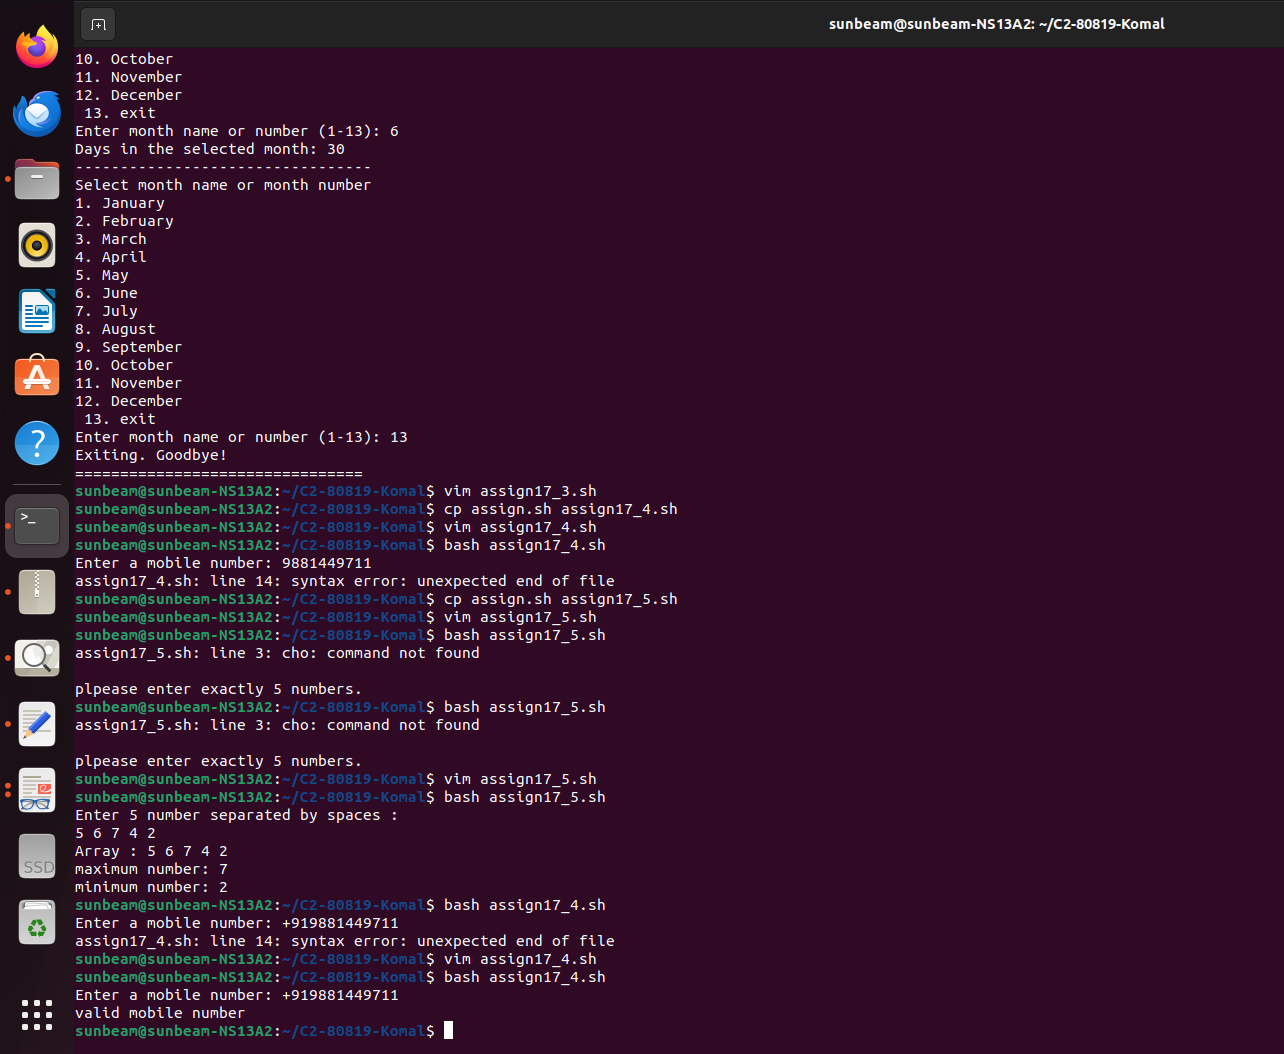 sunbeam@sunbeam-NS13A2: ~/C2-80819-Komal
10. October
11. November
12. December
 13. exit
Enter month name or number (1-13): 6
Days in the selected month: 30
---------------------------------
Select month name or month number
1. January
2. February
3. March
4. April
5. May
6. June
7. July
8. August
9. September
10. October
11. November
12. December
 13. exit
Enter month name or number (1-13): 13
Exiting. Goodbye!
================================
sunbeam@sunbeam-NS13A2:~/C2-80819-Komal$ vim assign17_3.sh
sunbeam@sunbeam-NS13A2:~/C2-80819-Komal$ cp assign.sh assign17_4.sh
sunbeam@sunbeam-NS13A2:~/C2-80819-Komal$ vim assign17_4.sh
sunbeam@sunbeam-NS13A2:~/C2-80819-Komal$ bash assign17_4.sh
Enter a mobile number: 9881449711
assign17_4.sh: line 14: syntax error: unexpected end of file
sunbeam@sunbeam-NS13A2:~/C2-80819-Komal$ cp assign.sh assign17_5.sh
sunbeam@sunbeam-NS13A2:~/C2-80819-Komal$ vim assign17_5.sh
sunbeam@sunbeam-NS13A2:~/C2-80819-Komal$ bash assign17_5.sh
assign17_5.sh: line 3: cho: command not found

plpease enter exactly 5 numbers.
sunbeam@sunbeam-NS13A2:~/C2-80819-Komal$ bash assign17_5.sh
assign17_5.sh: line 3: cho: command not found

plpease enter exactly 5 numbers.
sunbeam@sunbeam-NS13A2:~/C2-80819-Komal$ vim assign17_5.sh
sunbeam@sunbeam-NS13A2:~/C2-80819-Komal$ bash assign17_5.sh
Enter 5 number separated by spaces :
5 6 7 4 2
Array : 5 6 7 4 2
maximum number: 7
minimum number: 2
sunbeam@sunbeam-NS13A2:~/C2-80819-Komal$ bash assign17_4.sh
Enter a mobile number: +919881449711
assign17_4.sh: line 14: syntax error: unexpected end of file
sunbeam@sunbeam-NS13A2:~/C2-80819-Komal$ vim assign17_4.sh
sunbeam@sunbeam-NS13A2:~/C2-80819-Komal$ bash assign17_4.sh
Enter a mobile number: +919881449711
valid mobile number
sunbeam@sunbeam-NS13A2:~/C2-80819-Komal$
SSD